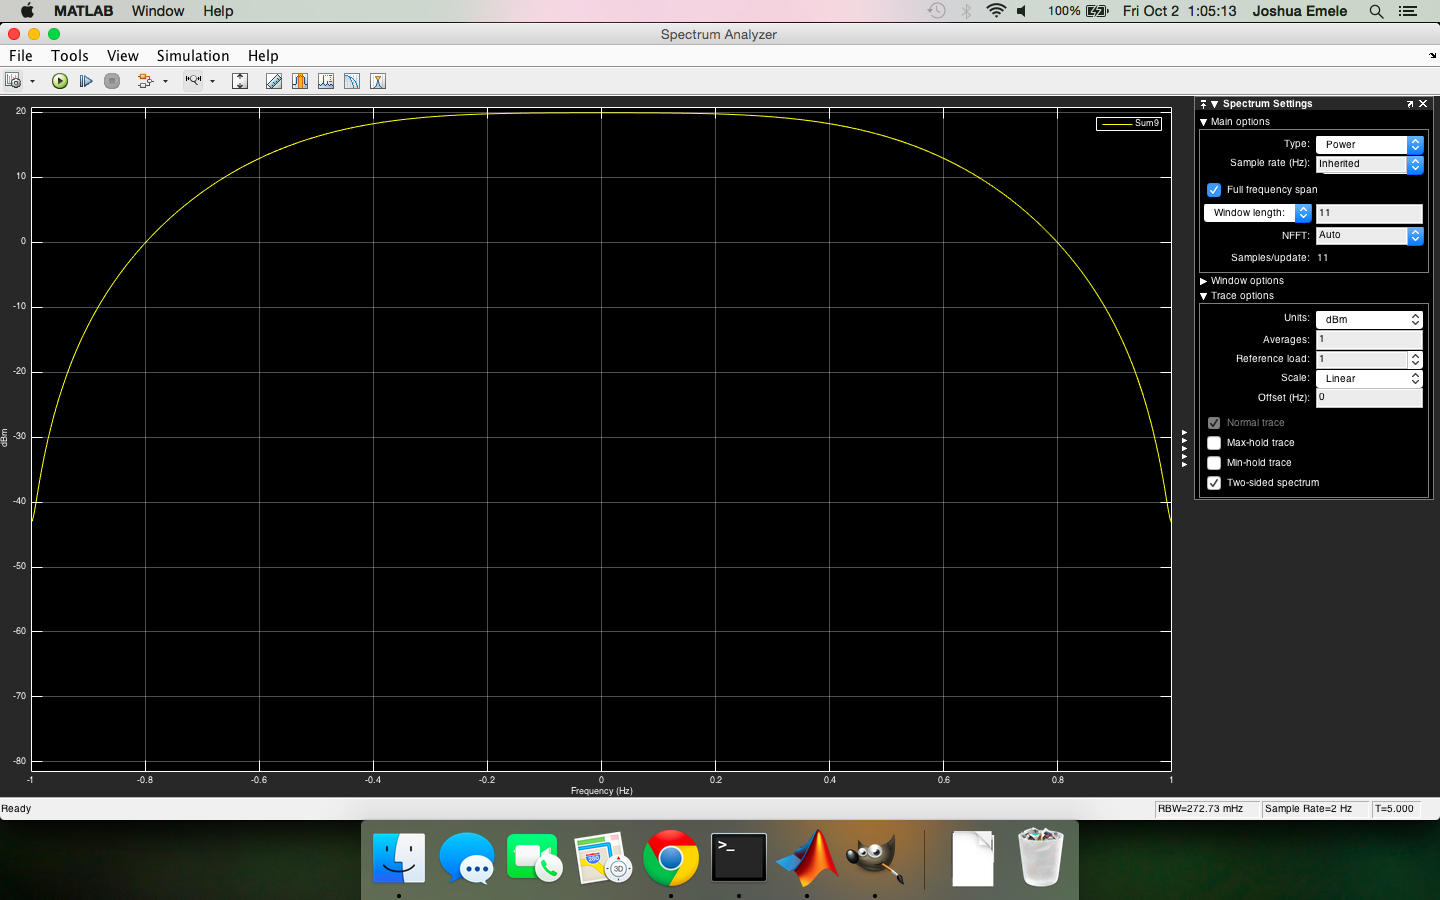 MATLAB Window Help 100% Fri Oct 2 1:05:13 Joshua Emele
Spectrum Analyzer
File Tools View Simulation Help
Spectrum Settings
Main options
Type: Power
Sample rate (Hz): Inherited
Full frequency span
Window length: 11
NFFT: Auto
Samples/update: 11
Window options
Trace options
Units: dBm
Averages: 1
Reference load: 1
Scale: Linear
Offset (Hz): 0
Normal trace
Max-hold trace
Min-hold trace
Two-sided spectrum
Sum9
20
10
0
-10
-20
-30
-40
-50
-60
-70
-80
dBm
-1 -0.8 -0.6 -0.4 -0.2 0 0.2 0.4 0.6 0.8 1
Frequency (Hz)
Ready RBW=272.73 mHz Sample Rate=2 Hz T=5.000
280
3D
>_